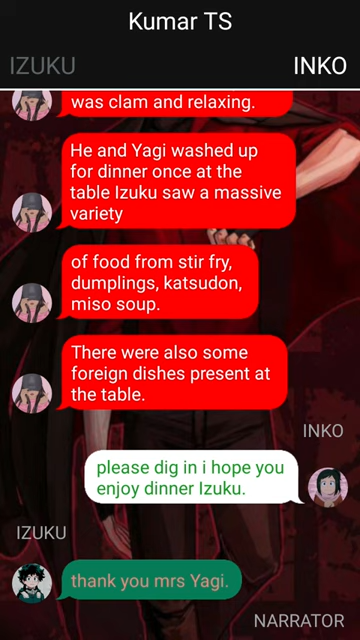 Kumar TS
IZUKU
INKO
was clam and relaxing.
He and Yagi washed up
for dinner once at the
table Izuku saw a massive
variety
of food from stir fry,
dumplings, katsudon,
miso soup.
There were also some
foreign dishes present at
the table.
INKO
please dig in i hope you
enjoy dinner Izuku.
IZUKU
thank you mrs Yagi.
NARRATOR